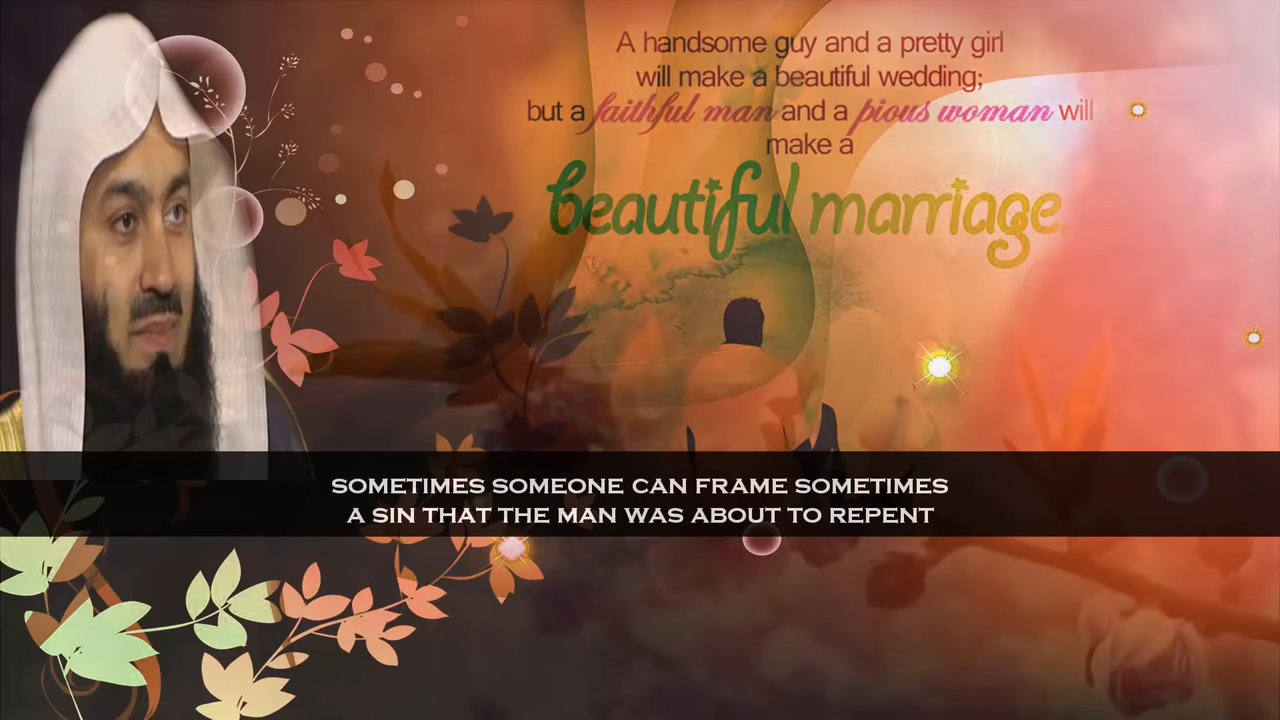 A handsome guy and a pretty girl
will make a beautiful wedding;
but a faithful man and a pious woman will
make a
beautiful marriage.
SOMETIMES SOMEONE CAN FRAME SOMETIMES
A SIN THAT THE MAN WAS ABOUT TO REPENT